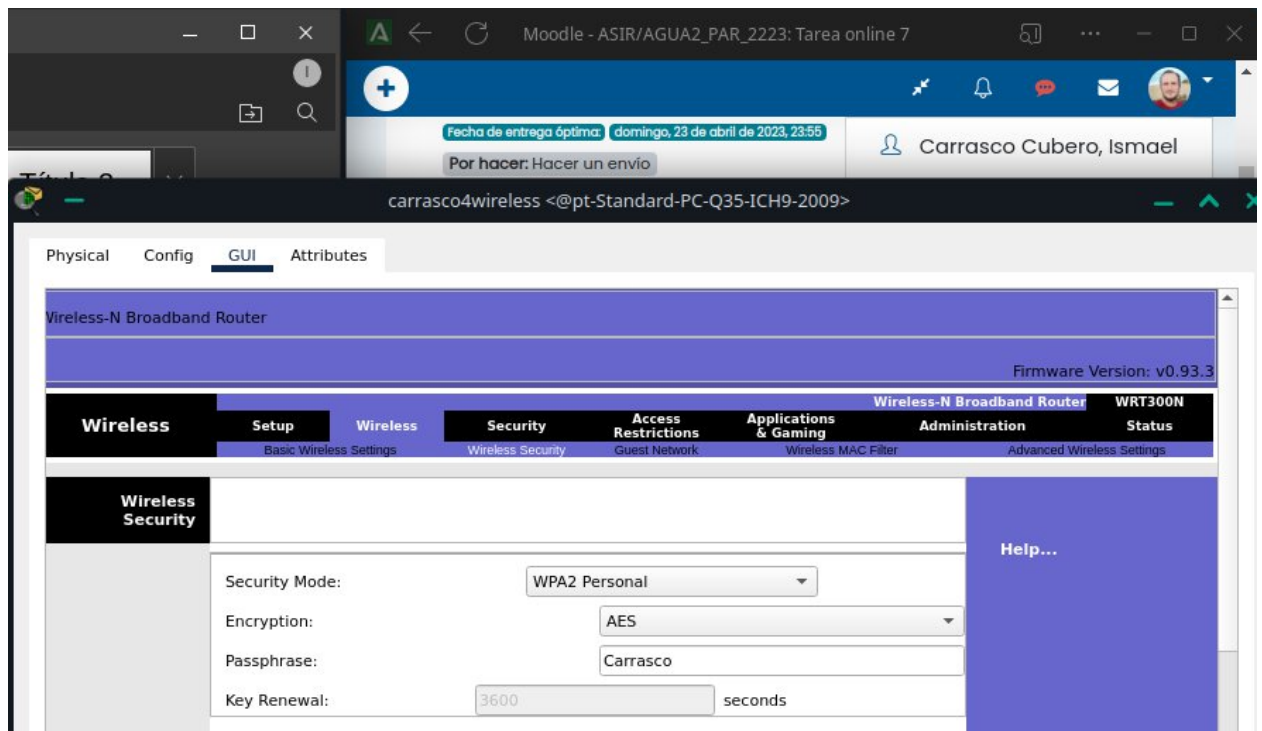 Moodle - ASIR/AGUA2_PAR_2223: Tarea online 7
Fecha de entrega óptima: domingo, 23 de abril de 2023, 23:55
Por hacer: Hacer un envío
Carrasco Cubero, Ismael
carrasco4wireless <@pt-Standard-PC-Q35-ICH9-2009>
Physical Config GUI Attributes
Wireless-N Broadband Router
Firmware Version: v0.93.3
Wireless-N Broadband Router WRT300N
Wireless
Setup Wireless Security Access Restrictions Applications & Gaming Administration Status
Basic Wireless Settings Wireless Security Guest Network Wireless MAC Filter Advanced Wireless Settings
Wireless
Security
Help...
Security Mode: WPA2 Personal
Encryption: AES
Passphrase: Carrasco
Key Renewal: 3600 seconds